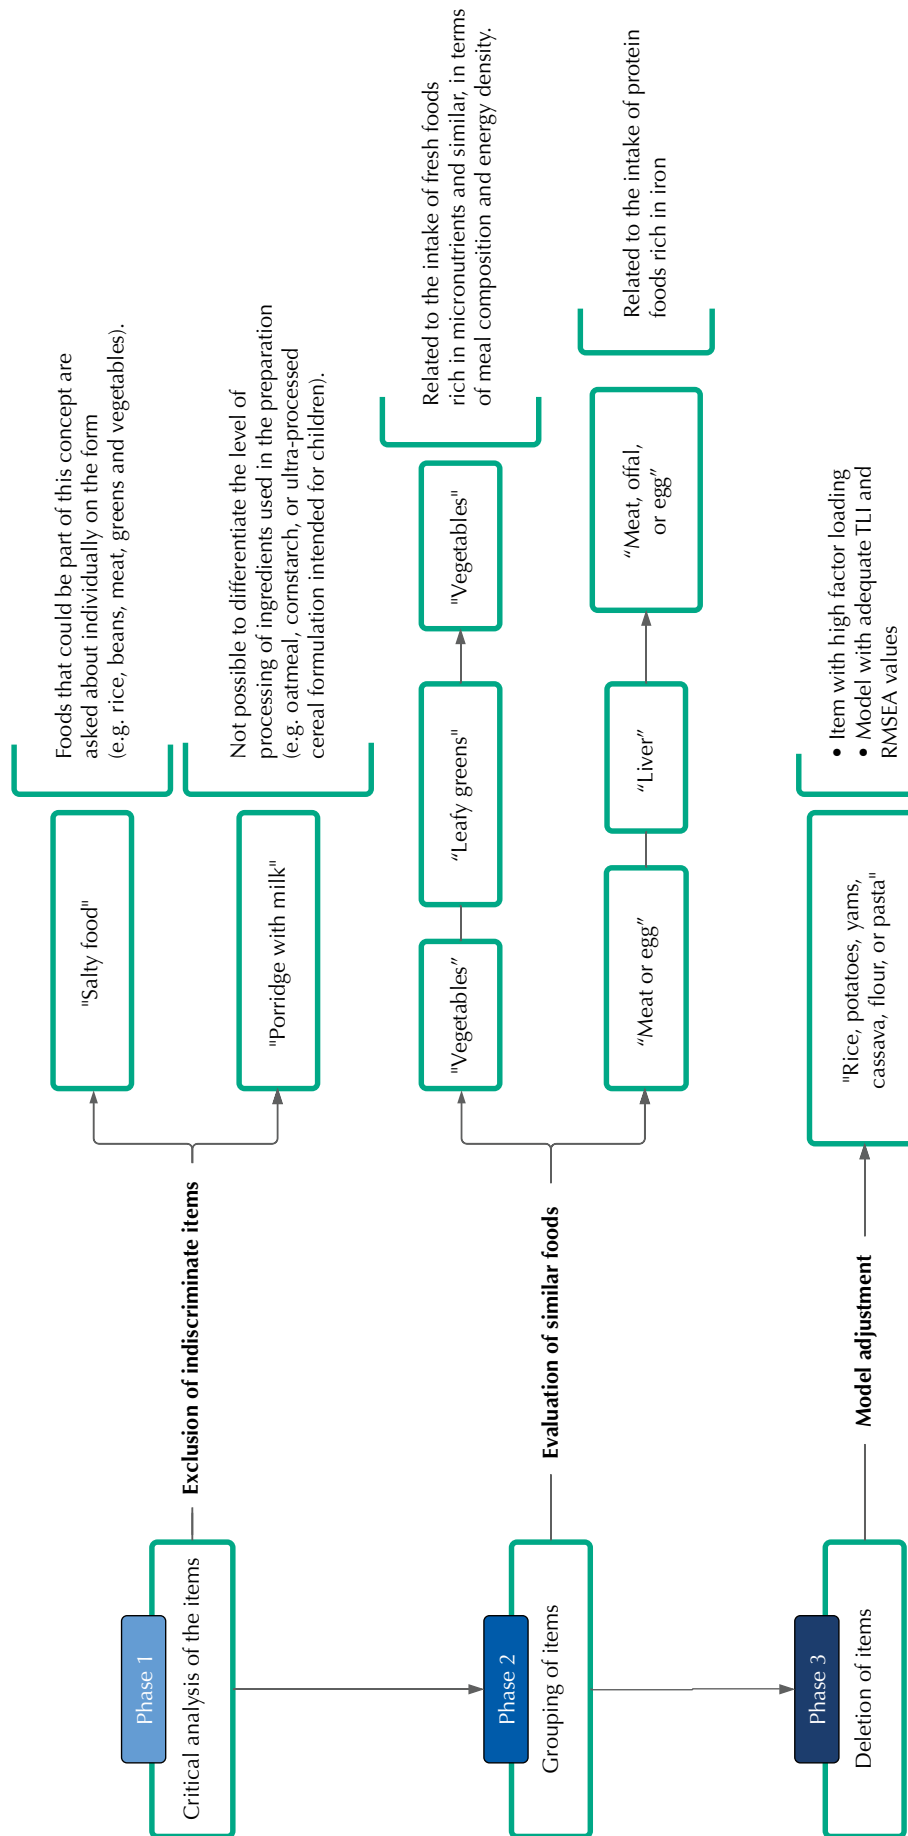 Phase 1
Critical analysis of the items
Exclusion of indiscriminate items
"Salty food"
Foods that could be part of this concept are
asked about individually on the form
(e.g. rice, beans, meat, greens and vegetables).
"Porridge with milk"
Not possible to differentiate the level of
processing of ingredients used in the preparation
(e.g. oatmeal, cornstarch, or ultra-processed
cereal formulation intended for children).
Phase 2
Grouping of items
Evaluation of similar foods
"Vegetables”
“Leafy greens"
"Vegetables"
Related to the intake of fresh foods
rich in micronutrients and similar, in terms
of meal composition and energy density.
“Meat or egg”
“Liver”
“Meat, offal,
or egg”
Related to the intake of protein
foods rich in iron
Phase 3
Deletion of items
Model adjustment
"Rice, potatoes, yams,
cassava, flour, or pasta"
• Item with high factor loading
• Model with adequate TLI and
RMSEA values